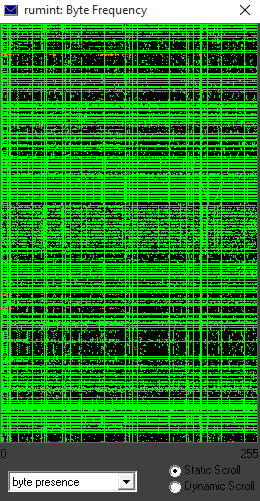 rumint: Byte Frequency
0 255
byte presence
Static Scroll
Dynamic Scroll